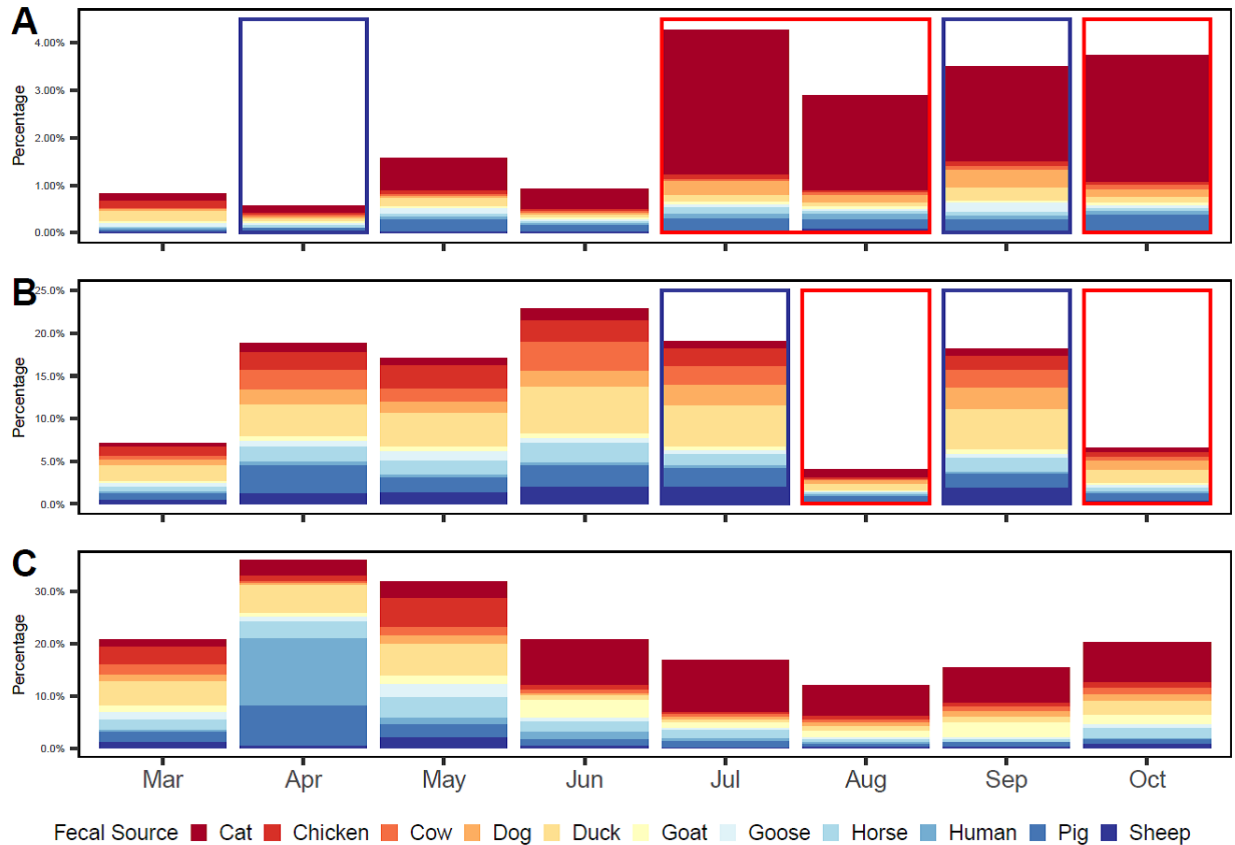 A
Percentage
4.00%
3.00%
2.00%
1.00%
0.00%
B
Percentage
25.0%
20.0%
15.0%
10.0%
5.0%
0.0%
C
Percentage
30.0%
20.0%
10.0%
0.0%
Mar Apr May Jun Jul Aug Sep Oct
Fecal Source Cat Chicken Cow Dog Duck Goat Goose Horse Human Pig Sheep